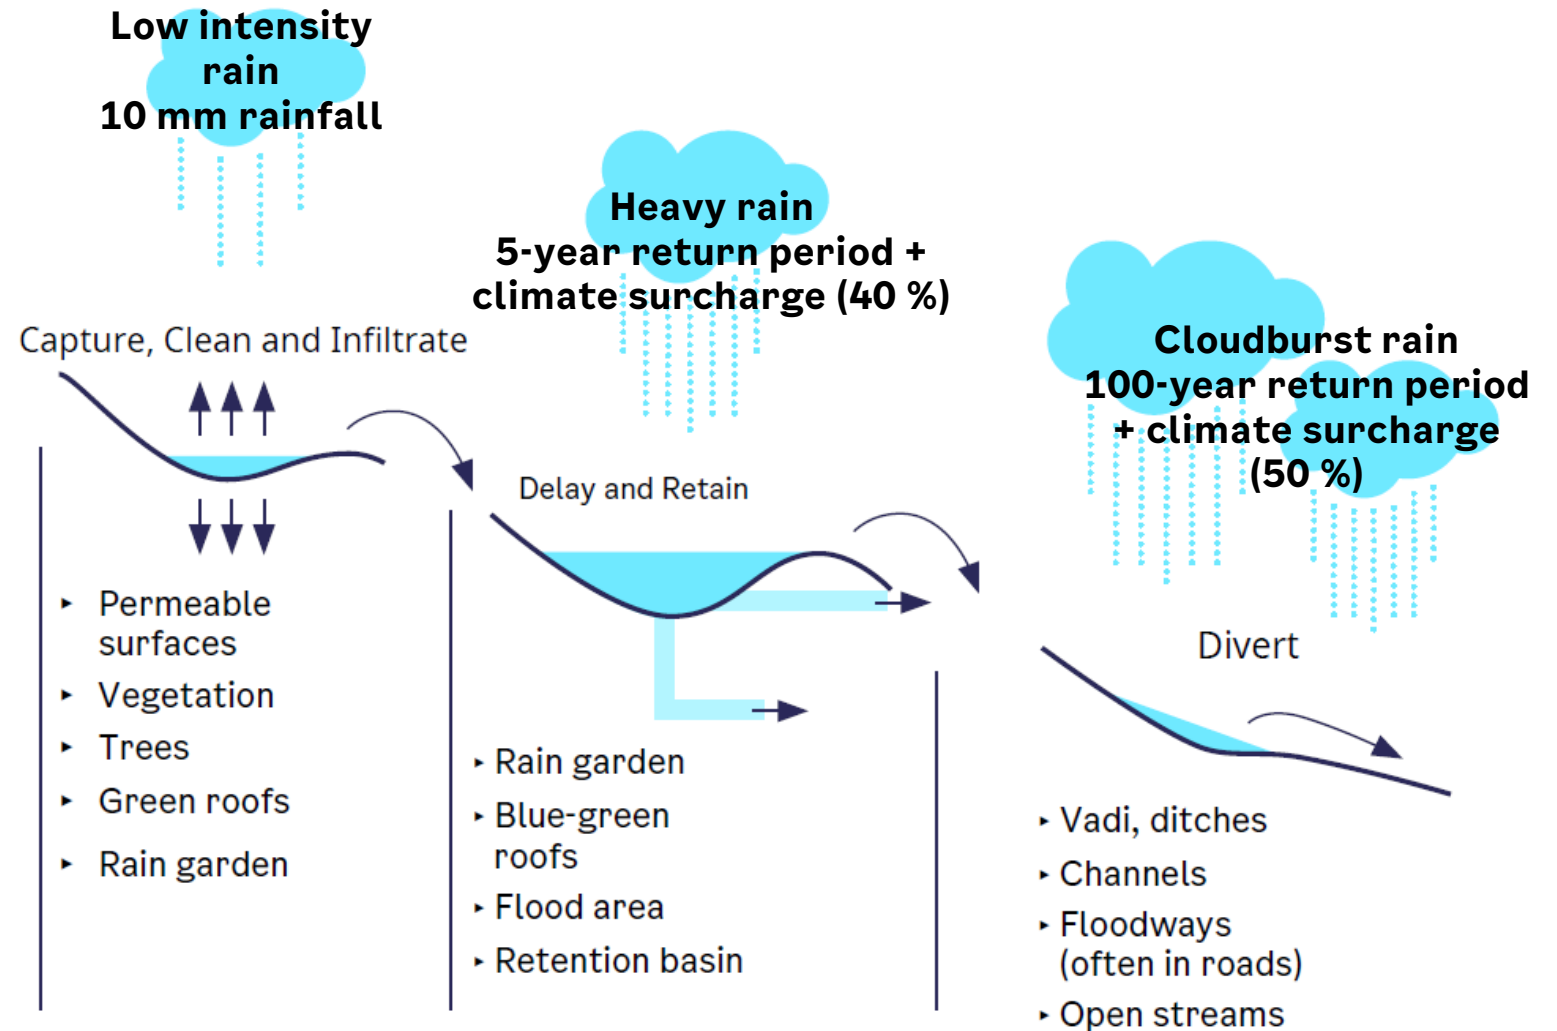 Low intensity
rain
10 mm rainfall
Capture, Clean and Infiltrate
▸ Permeable
surfaces
▸ Vegetation
▸ Trees
▸ Green roofs
▸ Rain garden
Heavy rain
5-year return period +
climate surcharge (40 %)
Delay and Retain
▸ Rain garden
▸ Blue-green
roofs
▸ Flood area
▸ Retention basin
Cloudburst rain
100-year return period
+ climate surcharge
(50 %)
Divert
▸ Vadi, ditches
▸ Channels
▸ Floodways
(often in roads)
▸ Open streams